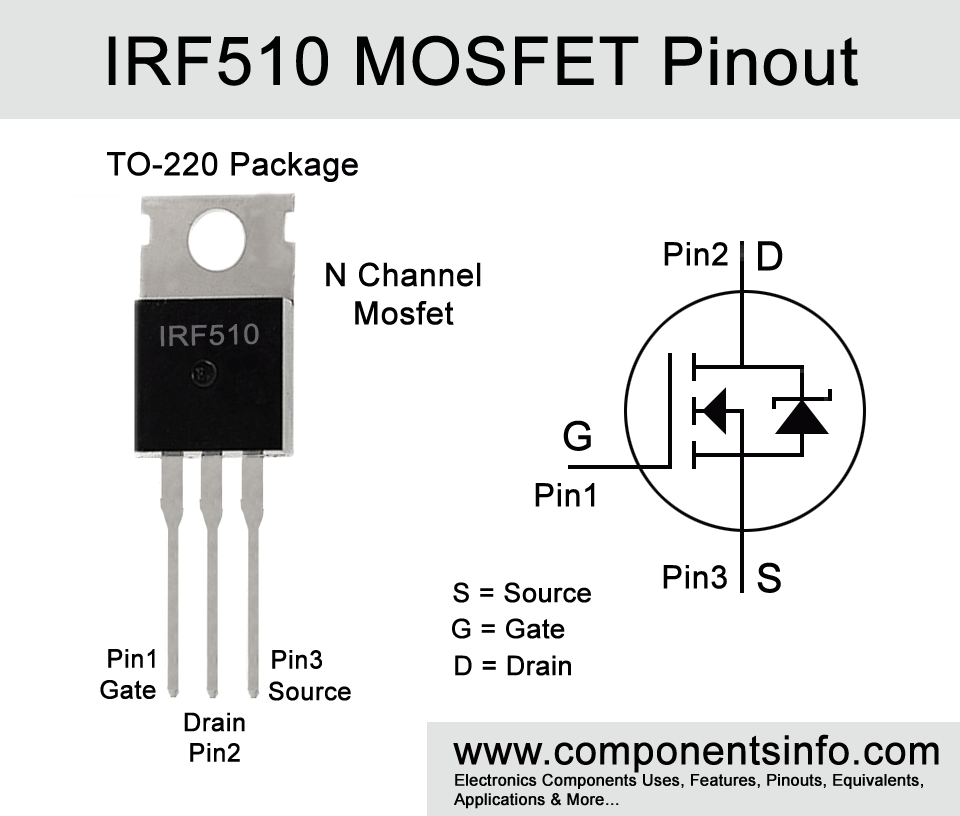 IRF510 MOSFET Pinout
TO-220 Package
N Channel
Mosfet
IRF510
Pin1
Gate
Drain
Pin2
Pin3
Source
Pin2 D
G
Pin1
Pin3 S
S = Source
G = Gate
D = Drain
www.componentsinfo.com
Electronics Components Uses, Features, Pinouts, Equivalents,
Applications & More...